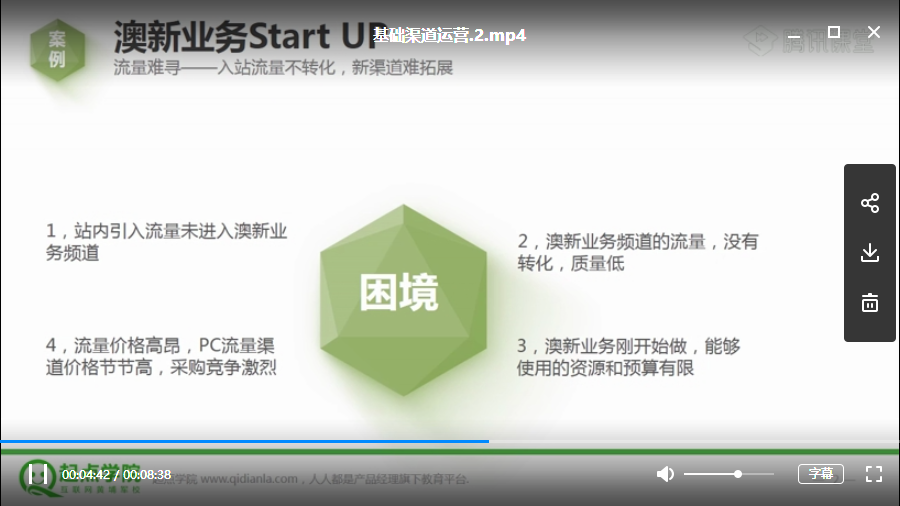 案例
澳新业务Start UP
基础渠道运营.2.mp4
腾讯课堂
流量难寻——入站流量不转化，新渠道难拓展
1，站内引入流量未进入澳新业
务频道
2，澳新业务频道的流量，没有
转化，质量低
困境
4，流量价格高昂，PC流量渠
道价格节节高，采购竞争激烈
3，澳新业务刚开始做，能够
使用的资源和预算有限
起点学院
00:04:42 / 00:08:38
学院 www.qidianla.com，人人都是产品经理旗下教育平台.
字幕